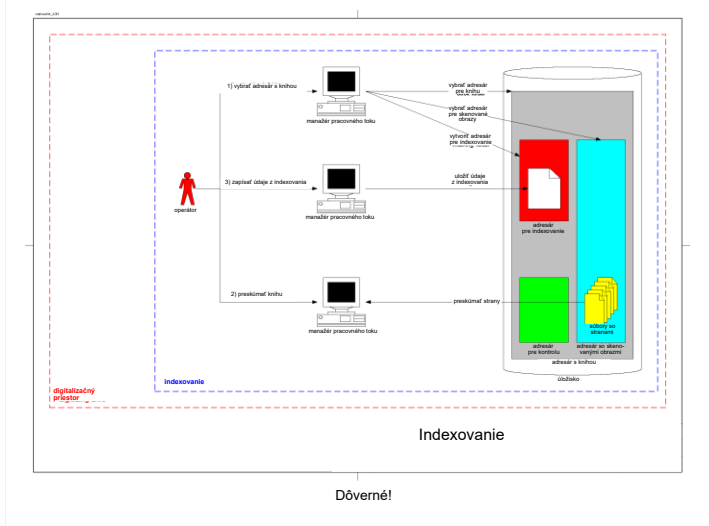 1) vybrať adresár s knihou
vybrať adresár
pre knihu
vybrať adresár
pre skenované
obrazy
manažér pracovného toku
vytvoriť adresár
pre indexovanie
3) zapísať údaje z indexovania
uložiť údaje
z indexovania
operátor
manažér pracovného toku
adresár
pre indexovanie
2) preskúmať knihu
preskúmať strany
súbory so
stranami
manažér pracovného toku
adresár
pre kontrolu
adresár so skeno-
vanými obrazmi
adresár s knihou
úložisko
indexovanie
digitalizačný
priestor
Indexovanie
Dôverné!